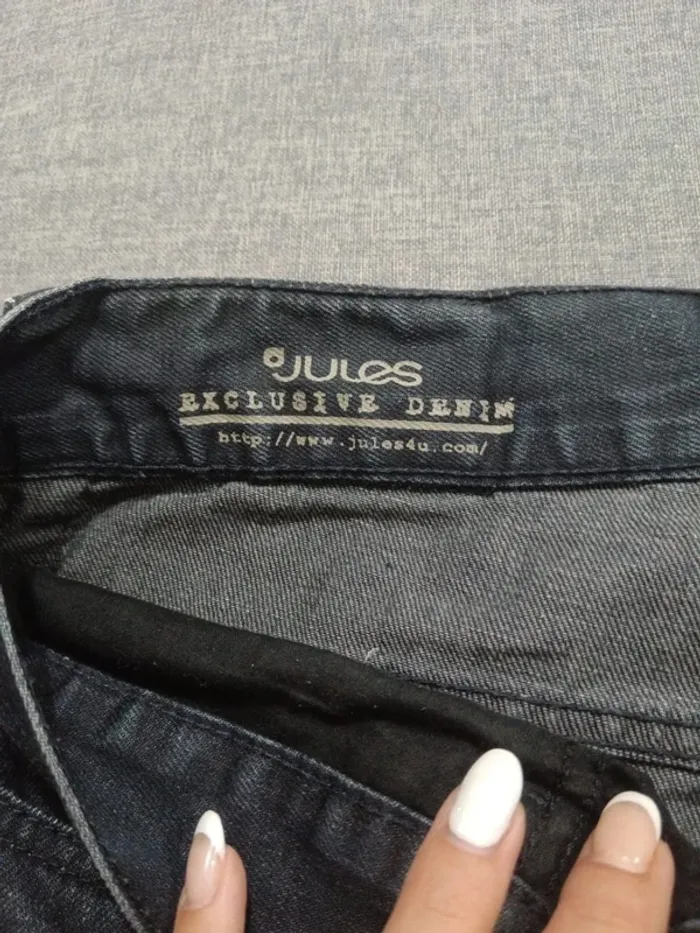 JULES
EXCLUSIVE DENIM
http://www.jules4u.com/